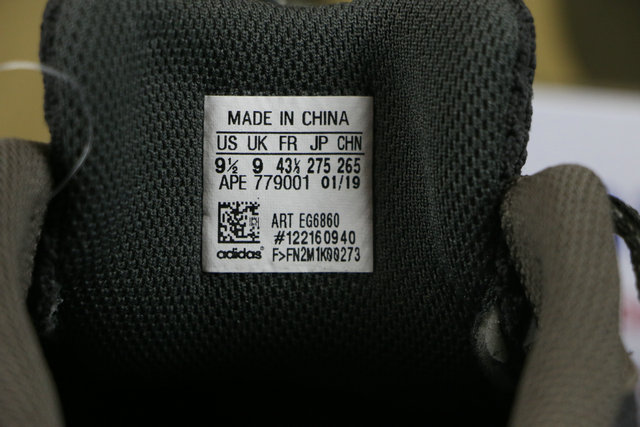 MADE IN CHINA
US UK FR JP CHN
9½ 9 43⅓ 275 265
APE 779001 01/19
ART EG6860
#122160940
adidas F>FN2M1K00273